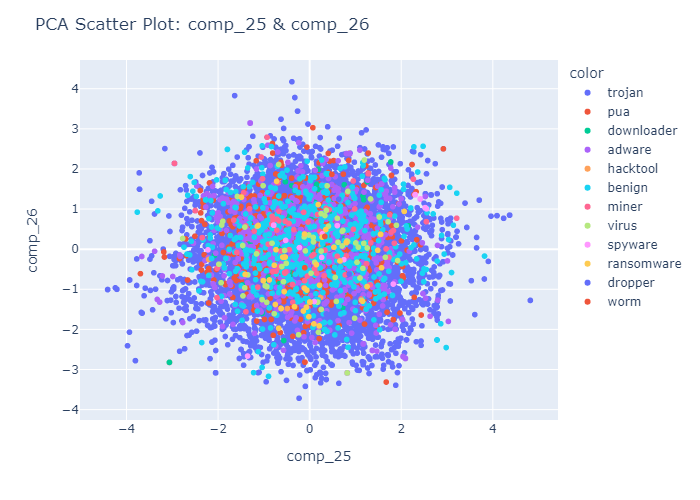 PCA Scatter Plot: comp_25 & comp_26
comp_26
4
3
2
1
0
−1
−2
−3
−4
−4
−2
0
2
4
comp_25
color
trojan
pua
downloader
adware
hacktool
benign
miner
virus
spyware
ransomware
dropper
worm